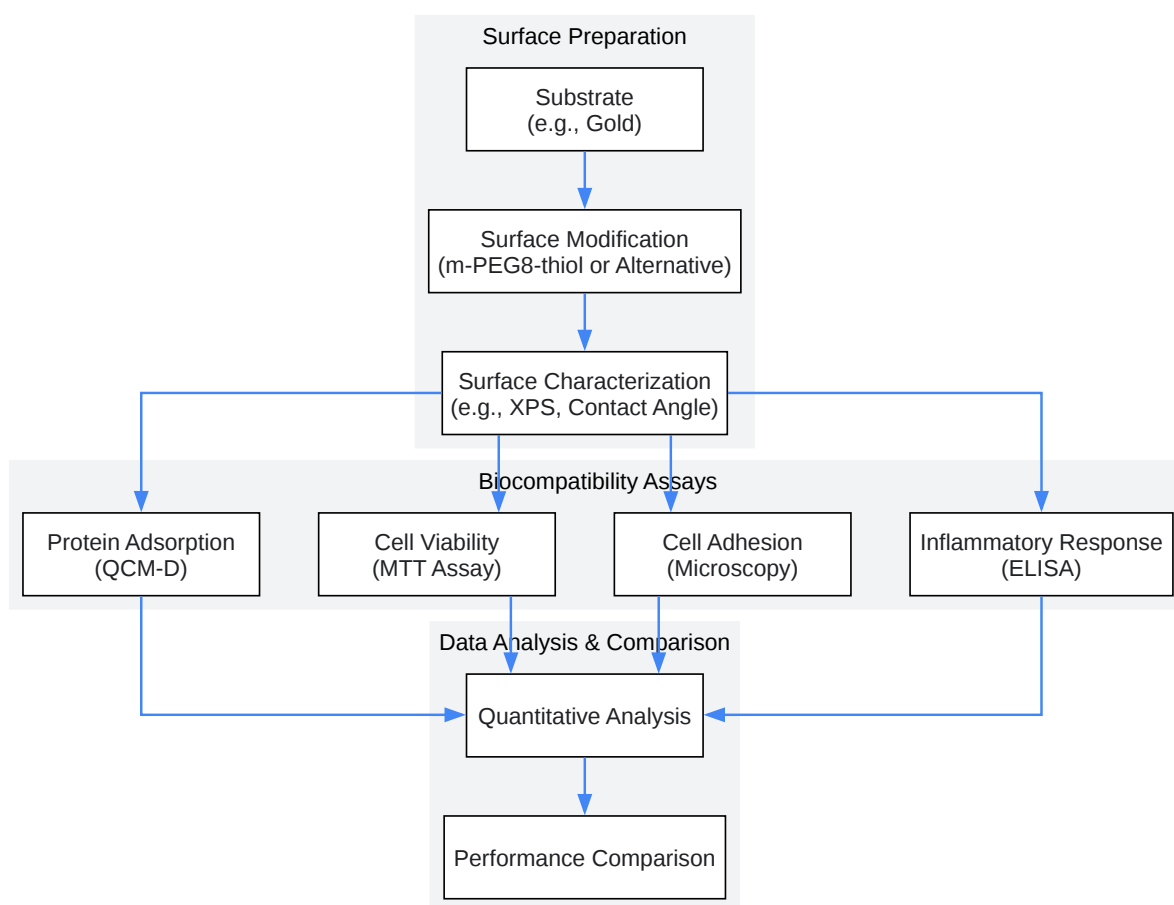 Surface Preparation
Substrate
(e.g., Gold)
Surface Modification
(m-PEG8-thiol or Alternative)
Surface Characterization
(e.g., XPS, Contact Angle)
Biocompatibility Assays
Protein Adsorption
(QCM-D)
Cell Viability
(MTT Assay)
Cell Adhesion
(Microscopy)
Inflammatory Response
(ELISA)
Data Analysis & Comparison
Quantitative Analysis
Performance Comparison